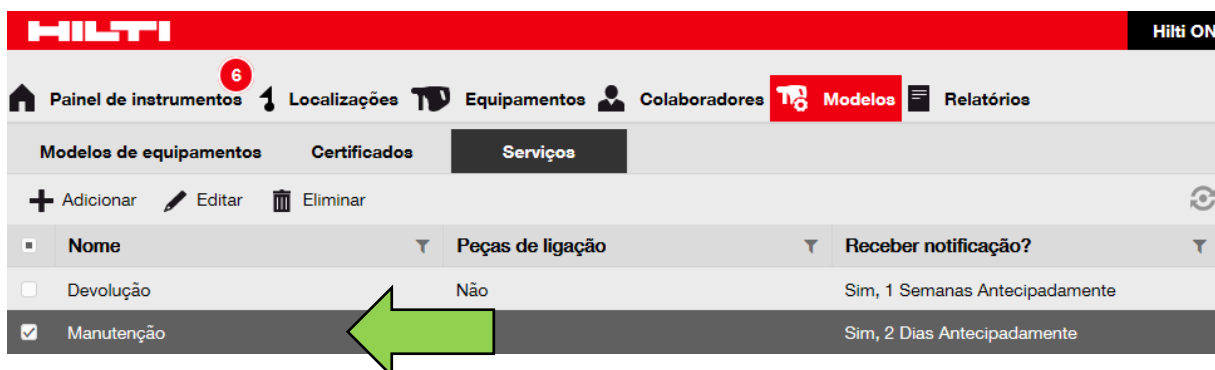 HILTI
Hilti ON
6
Painel de instrumentos Localizações Equipamentos Colaboradores Modelos Relatórios
Modelos de equipamentos Certificados Serviços
Adicionar Editar Eliminar
Nome Peças de ligação Receber notificação?
Devolução Não Sim, 1 Semanas Antecipadamente
Manutenção Sim, 2 Dias Antecipadamente